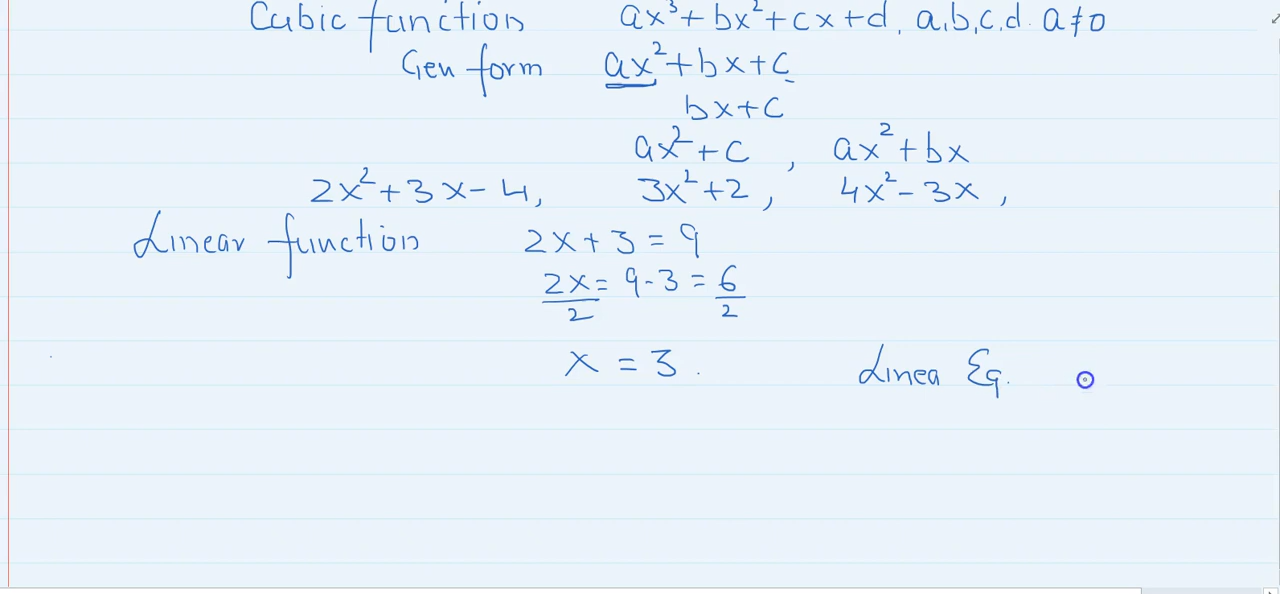 Cubic function ax³+bx²+cx+d, a,b,c,d. a≠0
Gen form ax²+bx+c
bx+c
ax²+c , ax²+bx
2x²+3x-4, 3x²+2, 4x²-3x,
Linear function 2x+3=9
2x/2 = 9-3 = 6/2
x = 3.
Linea Eq.